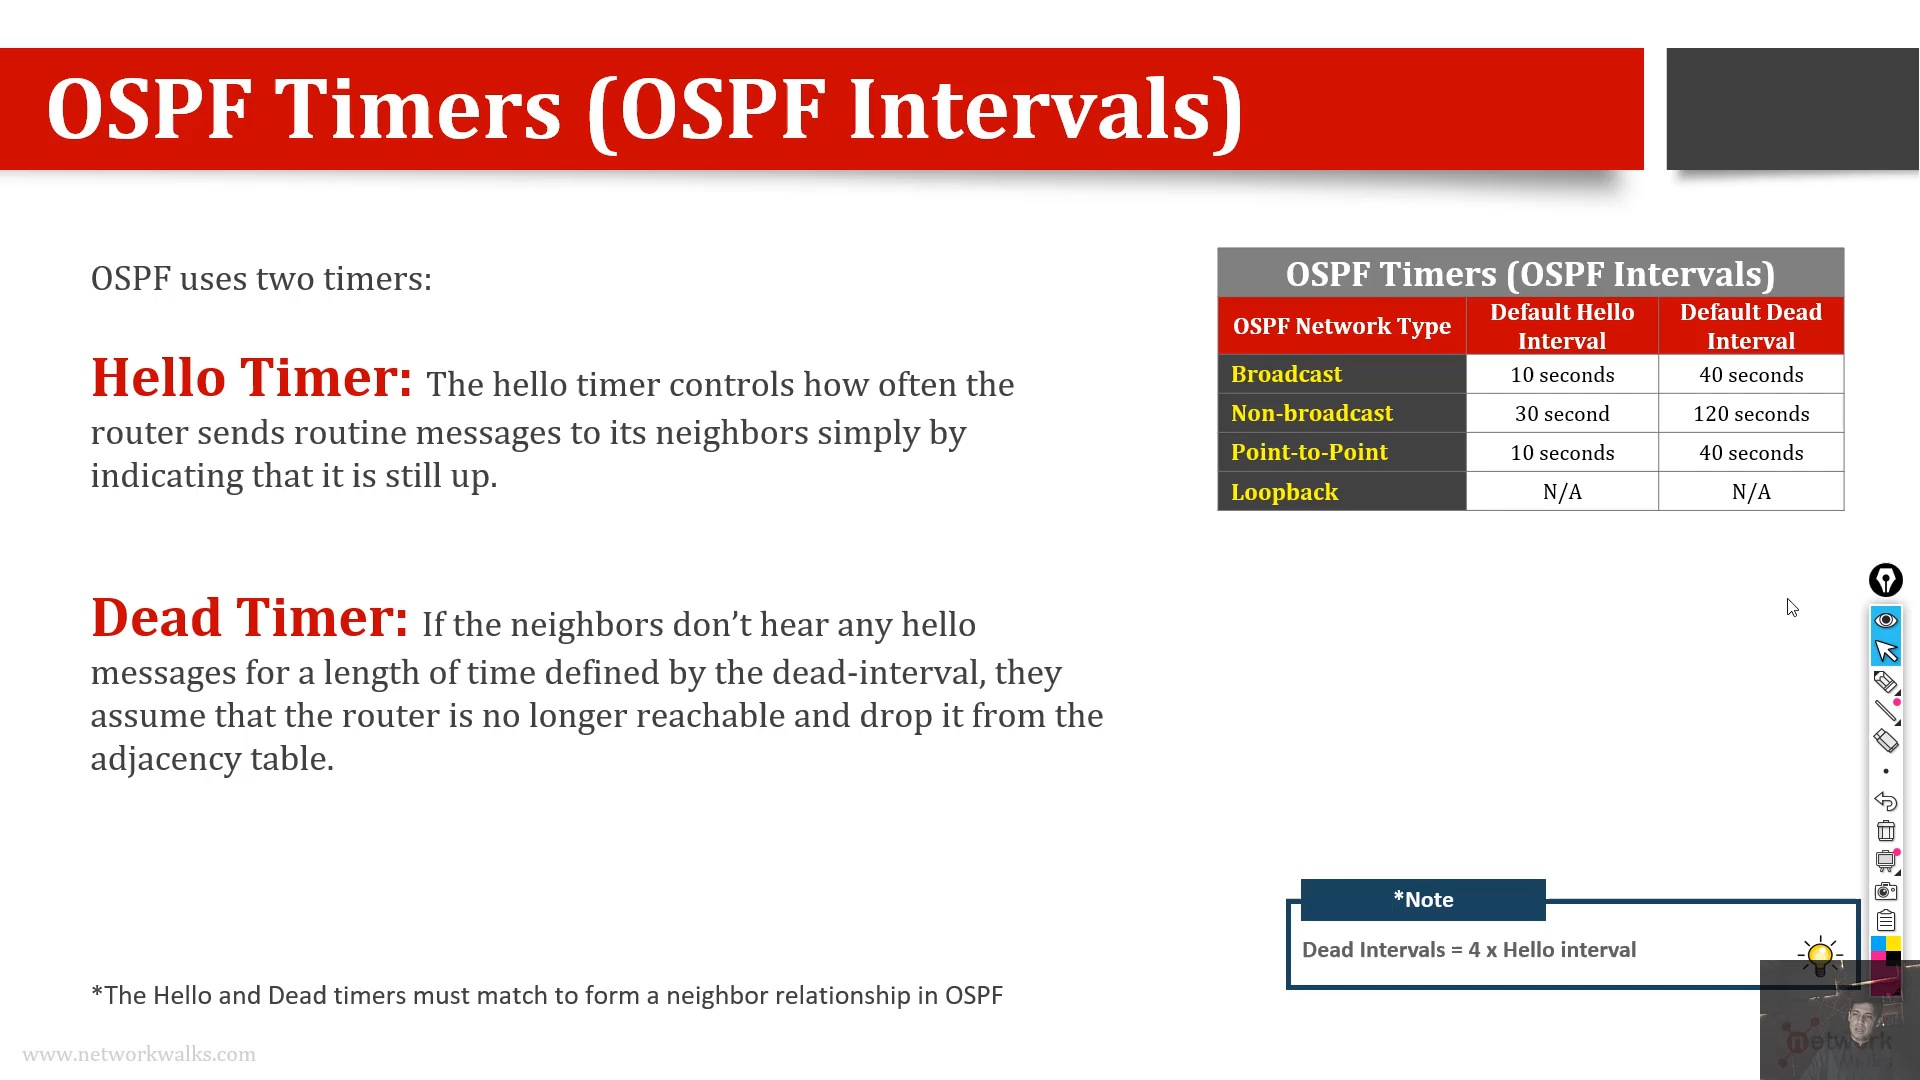 OSPF Timers (OSPF Intervals)
OSPF uses two timers:
Hello Timer: The hello timer controls how often the
router sends routine messages to its neighbors simply by
indicating that it is still up.
Dead Timer: If the neighbors don’t hear any hello
messages for a length of time defined by the dead-interval, they
assume that the router is no longer reachable and drop it from the
adjacency table.
*The Hello and Dead timers must match to form a neighbor relationship in OSPF
www.networkwalks.com
OSPF Timers (OSPF Intervals)
OSPF Network Type Default Hello Interval Default Dead Interval
Broadcast 10 seconds 40 seconds
Non-broadcast 30 second 120 seconds
Point-to-Point 10 seconds 40 seconds
Loopback N/A N/A
*Note
Dead Intervals = 4 x Hello interval
network